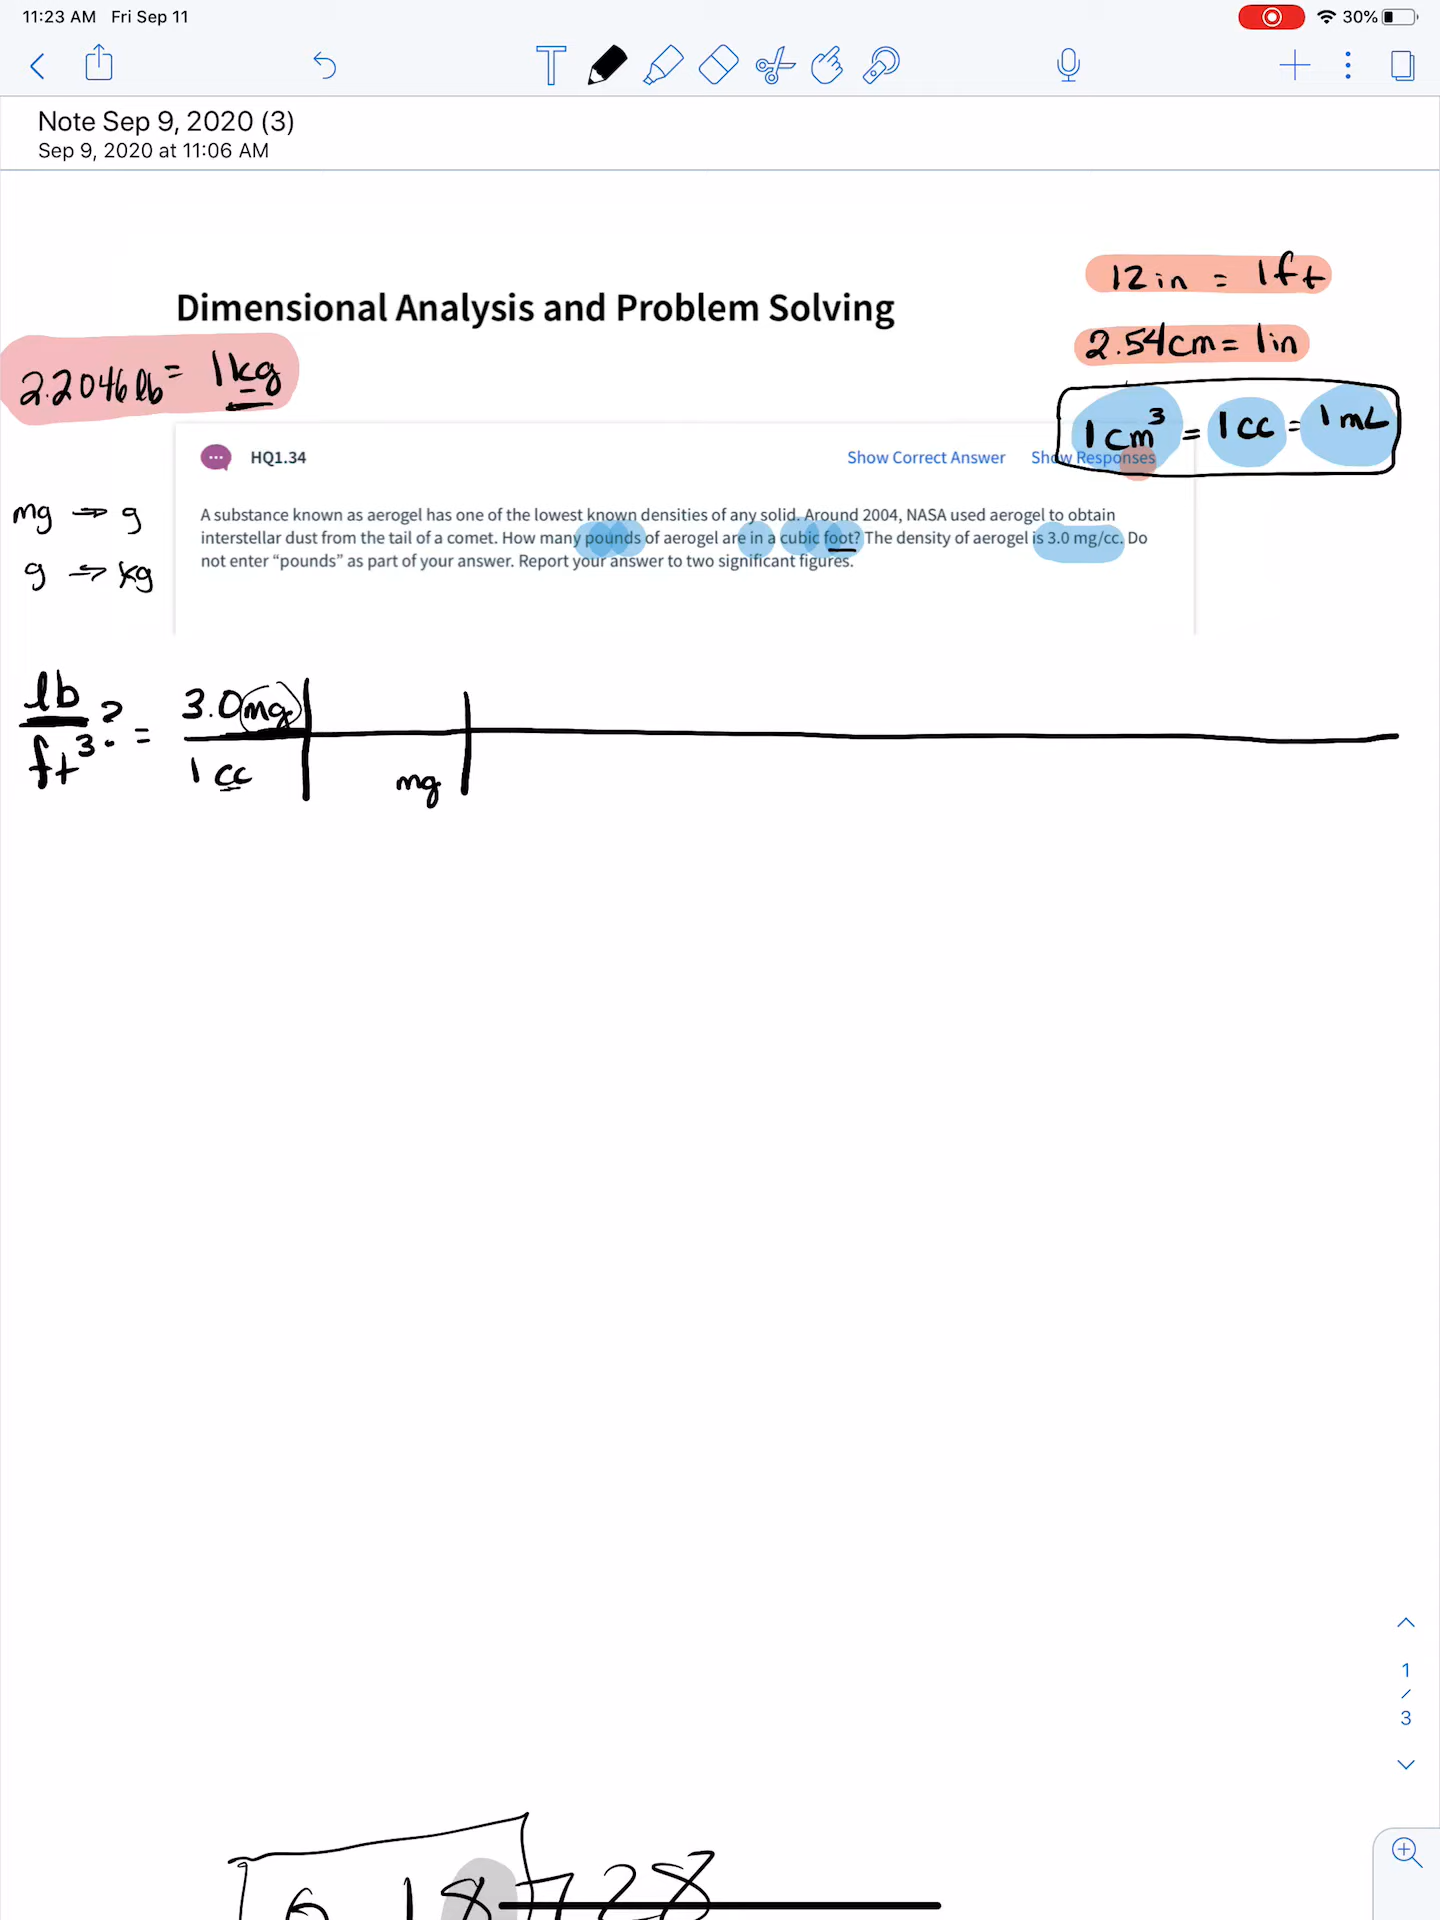 11:23 AM Fri Sep 11
30%
Note Sep 9, 2020 (3)
Sep 9, 2020 at 11:06 AM
12 in = 1 ft
Dimensional Analysis and Problem Solving
2.54 cm = 1 in
2.2046 lb = 1 kg
1 cm³ = 1 cc = 1 mL
HQ1.34
Show Correct Answer Show Responses
mg → g
A substance known as aerogel has one of the lowest known densities of any solid. Around 2004, NASA used aerogel to obtain
interstellar dust from the tail of a comet. How many pounds of aerogel are in a cubic foot? The density of aerogel is 3.0 mg/cc. Do
not enter “pounds” as part of your answer. Report your answer to two significant figures.
g → kg
lb
ft³ ? =
3.0 mg
1 cc
mg
1
/
3